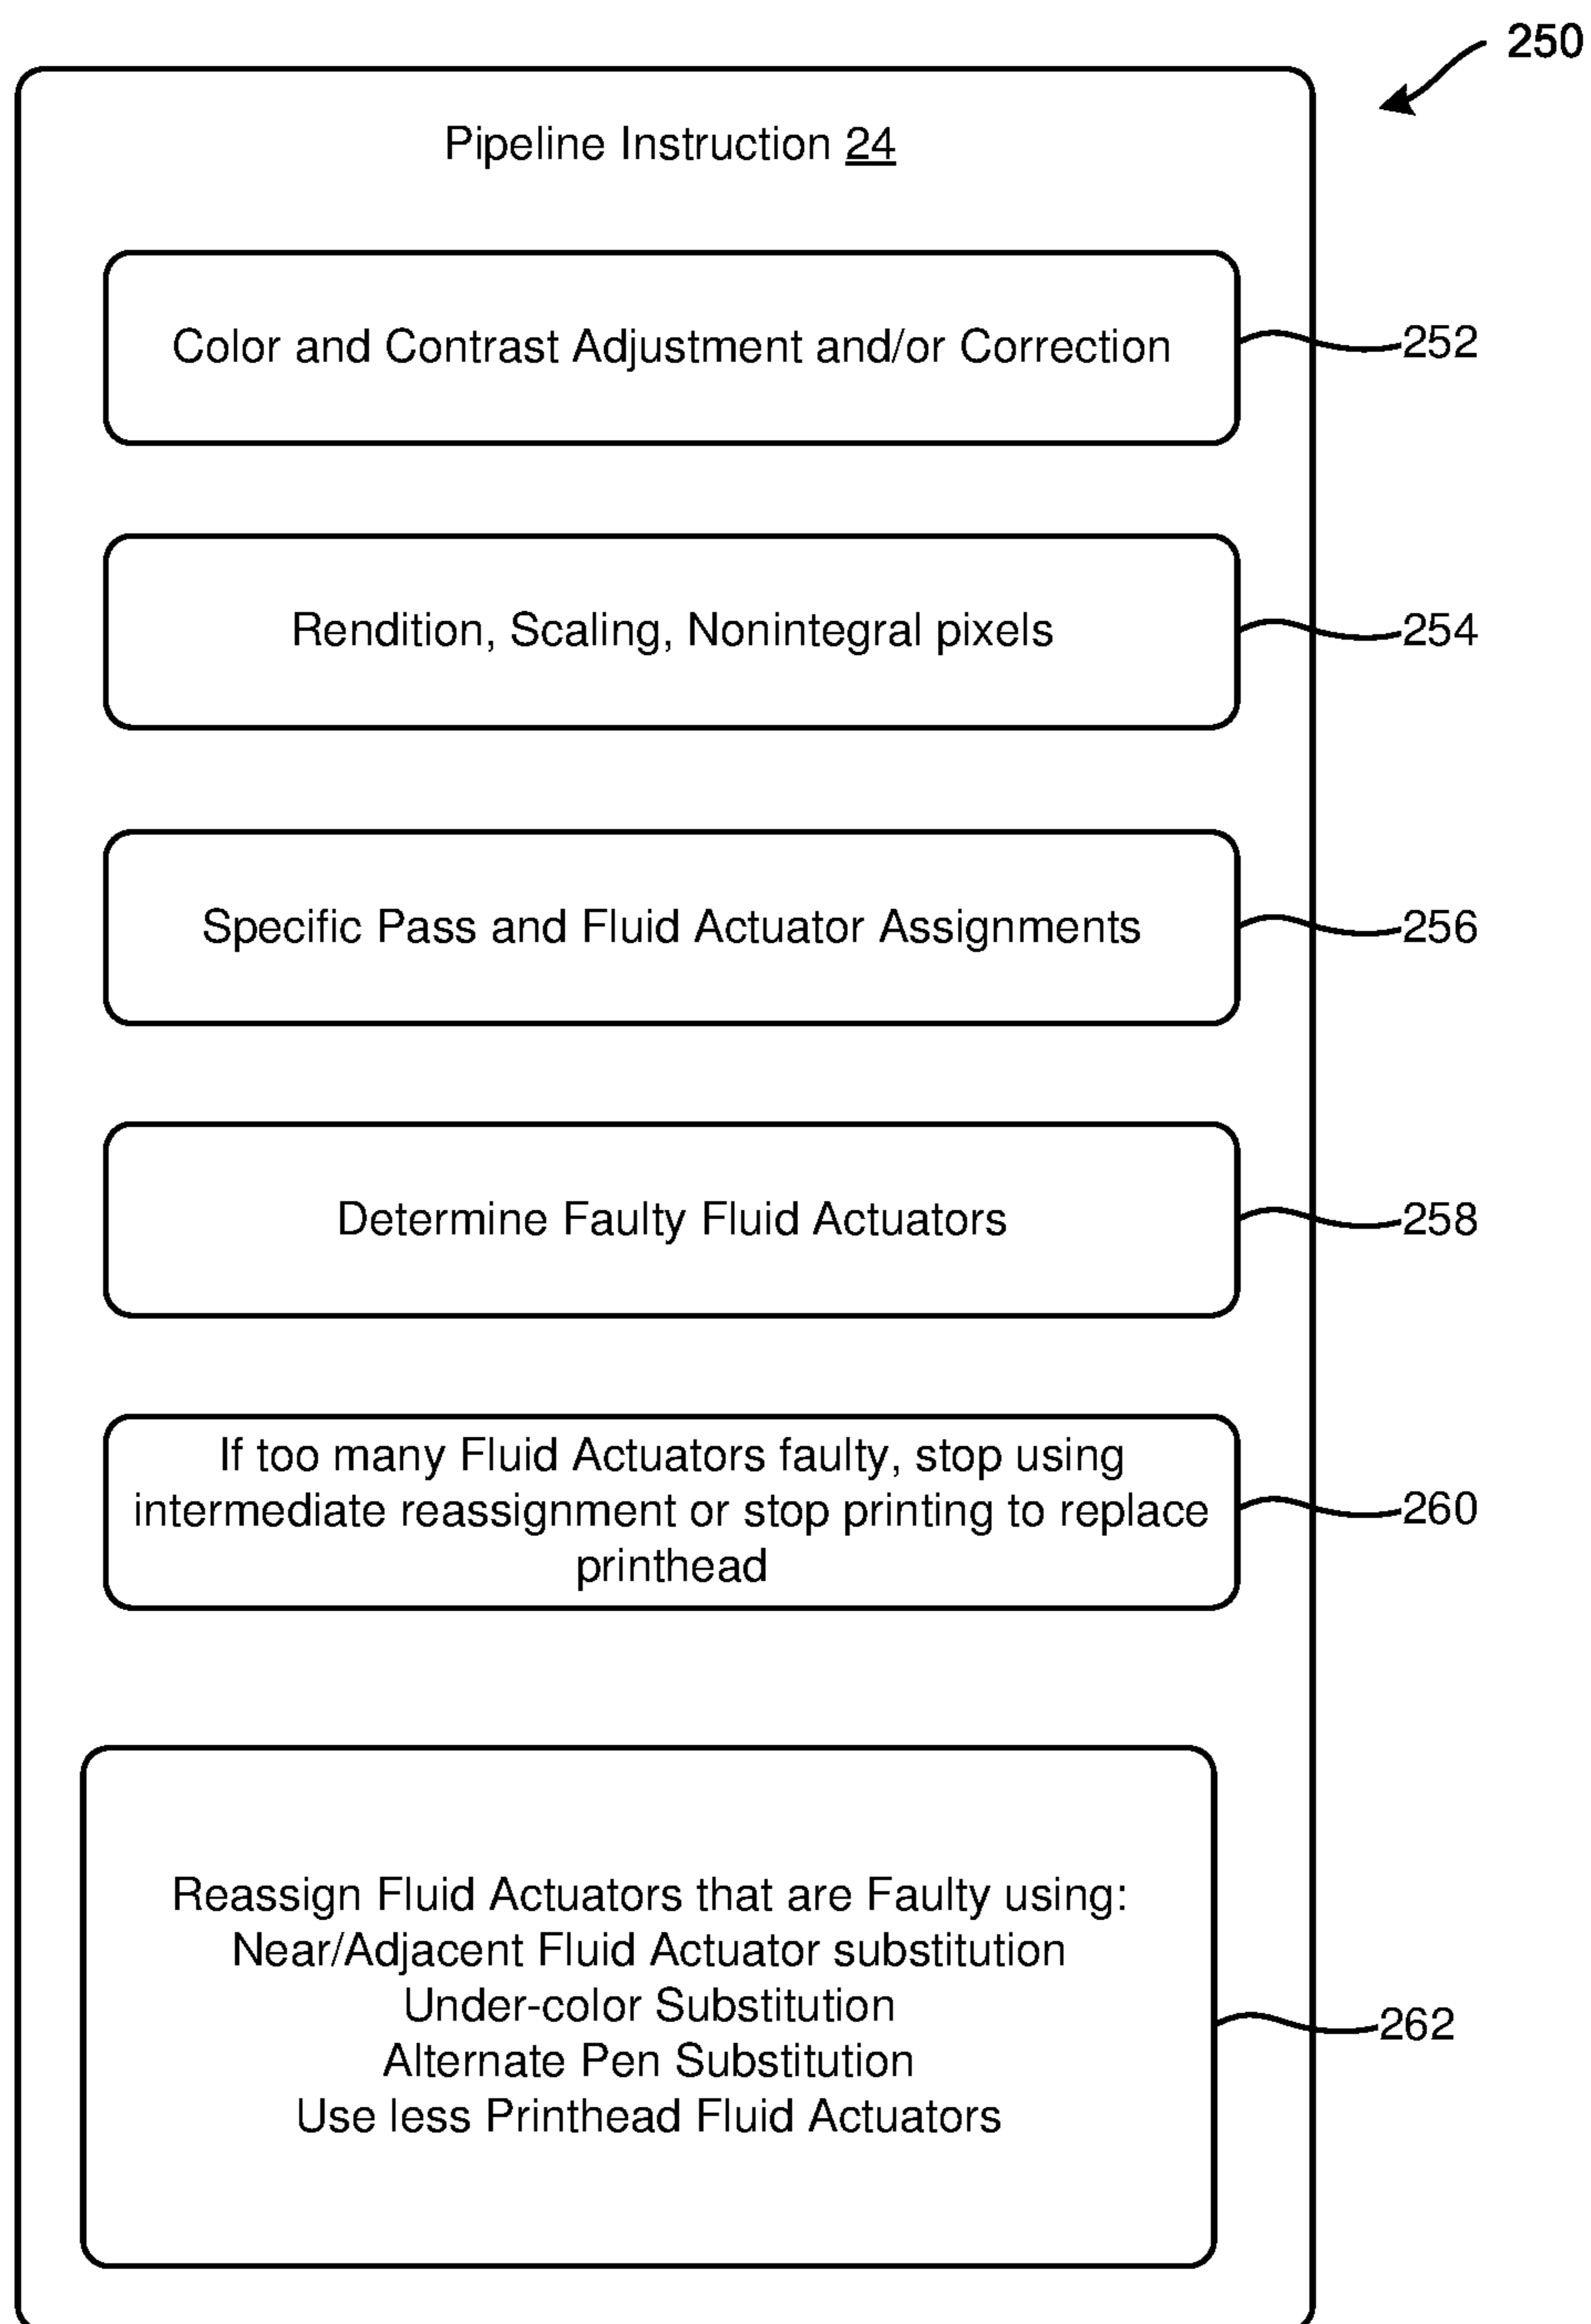 250
Pipeline Instruction 24
Color and Contrast Adjustment and/or Correction
252
Rendition, Scaling, Nonintegral pixels
254
Specific Pass and Fluid Actuator Assignments
256
Determine Faulty Fluid Actuators
258
If too many Fluid Actuators faulty, stop using
intermediate reassignment or stop printing to replace
printhead
260
Reassign Fluid Actuators that are Faulty using:
Near/Adjacent Fluid Actuator substitution
Under-color Substitution
Alternate Pen Substitution
Use less Printhead Fluid Actuators
262